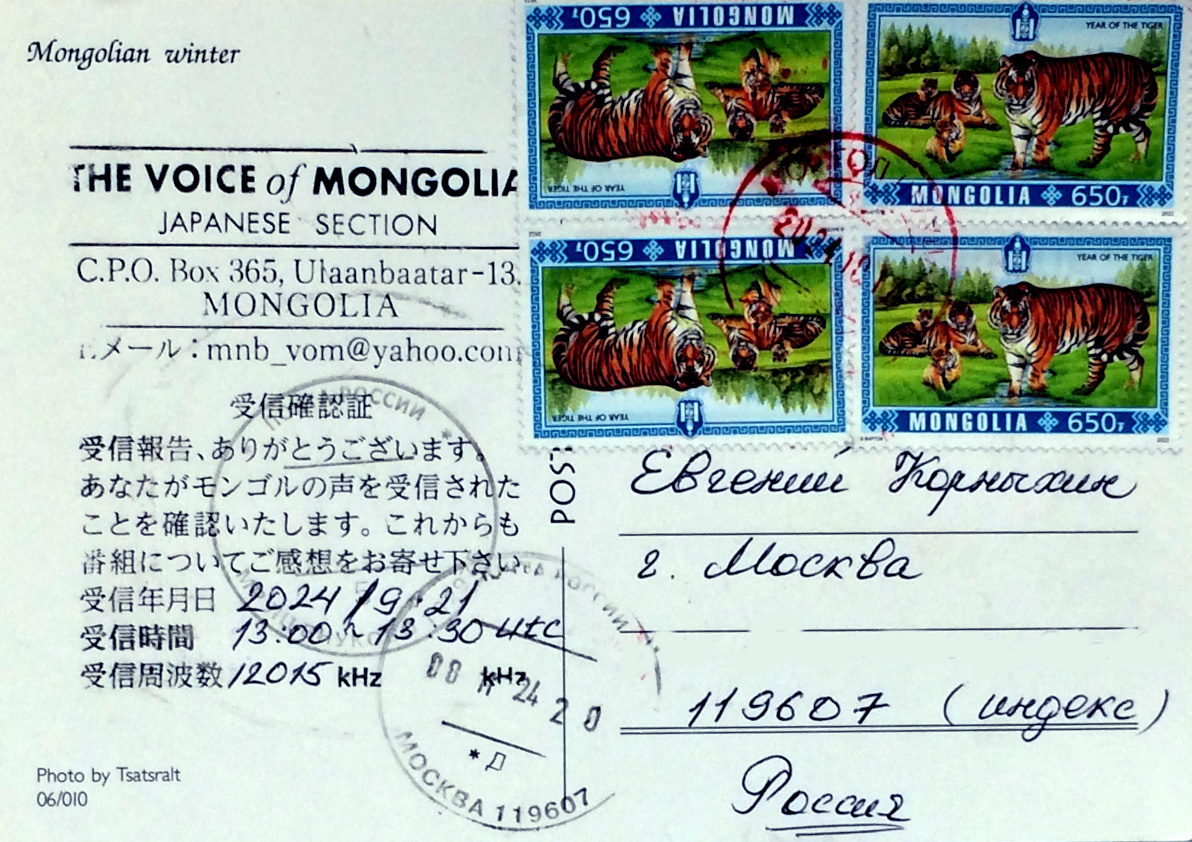 Mongolian winter
THE VOICE of MONGOLIA
JAPANESE SECTION
C.P.O. Box 365, Ulaanbaatar-13,
MONGOLIA
Eメール：mnb_vom@yahoo.com
受信確認証
受信報告、ありがとうございます。
あなたがモンゴルの声を受信された
ことを確認いたします。これからも
番組についてご感想をお寄せ下さい。
受信年月日 2024/9.21
受信時間 13:00~13:30 utc
受信周波数 12015 kHz kHz
Photo by Tsatsralt
06/010
MONGOLIA 650₮
YEAR OF THE TIGER
YEAR OF THE TIGER
MONGOLIA 650₮
MONGOLIA 650₮
YEAR OF THE TIGER
YEAR OF THE TIGER
MONGOLIA 650₮
POST
Евгений Корныхин
г. Москва
119607 (индекс)
Россия
РОССИИ
РОССИИ
24 20
*Д
МОСКВА 119607